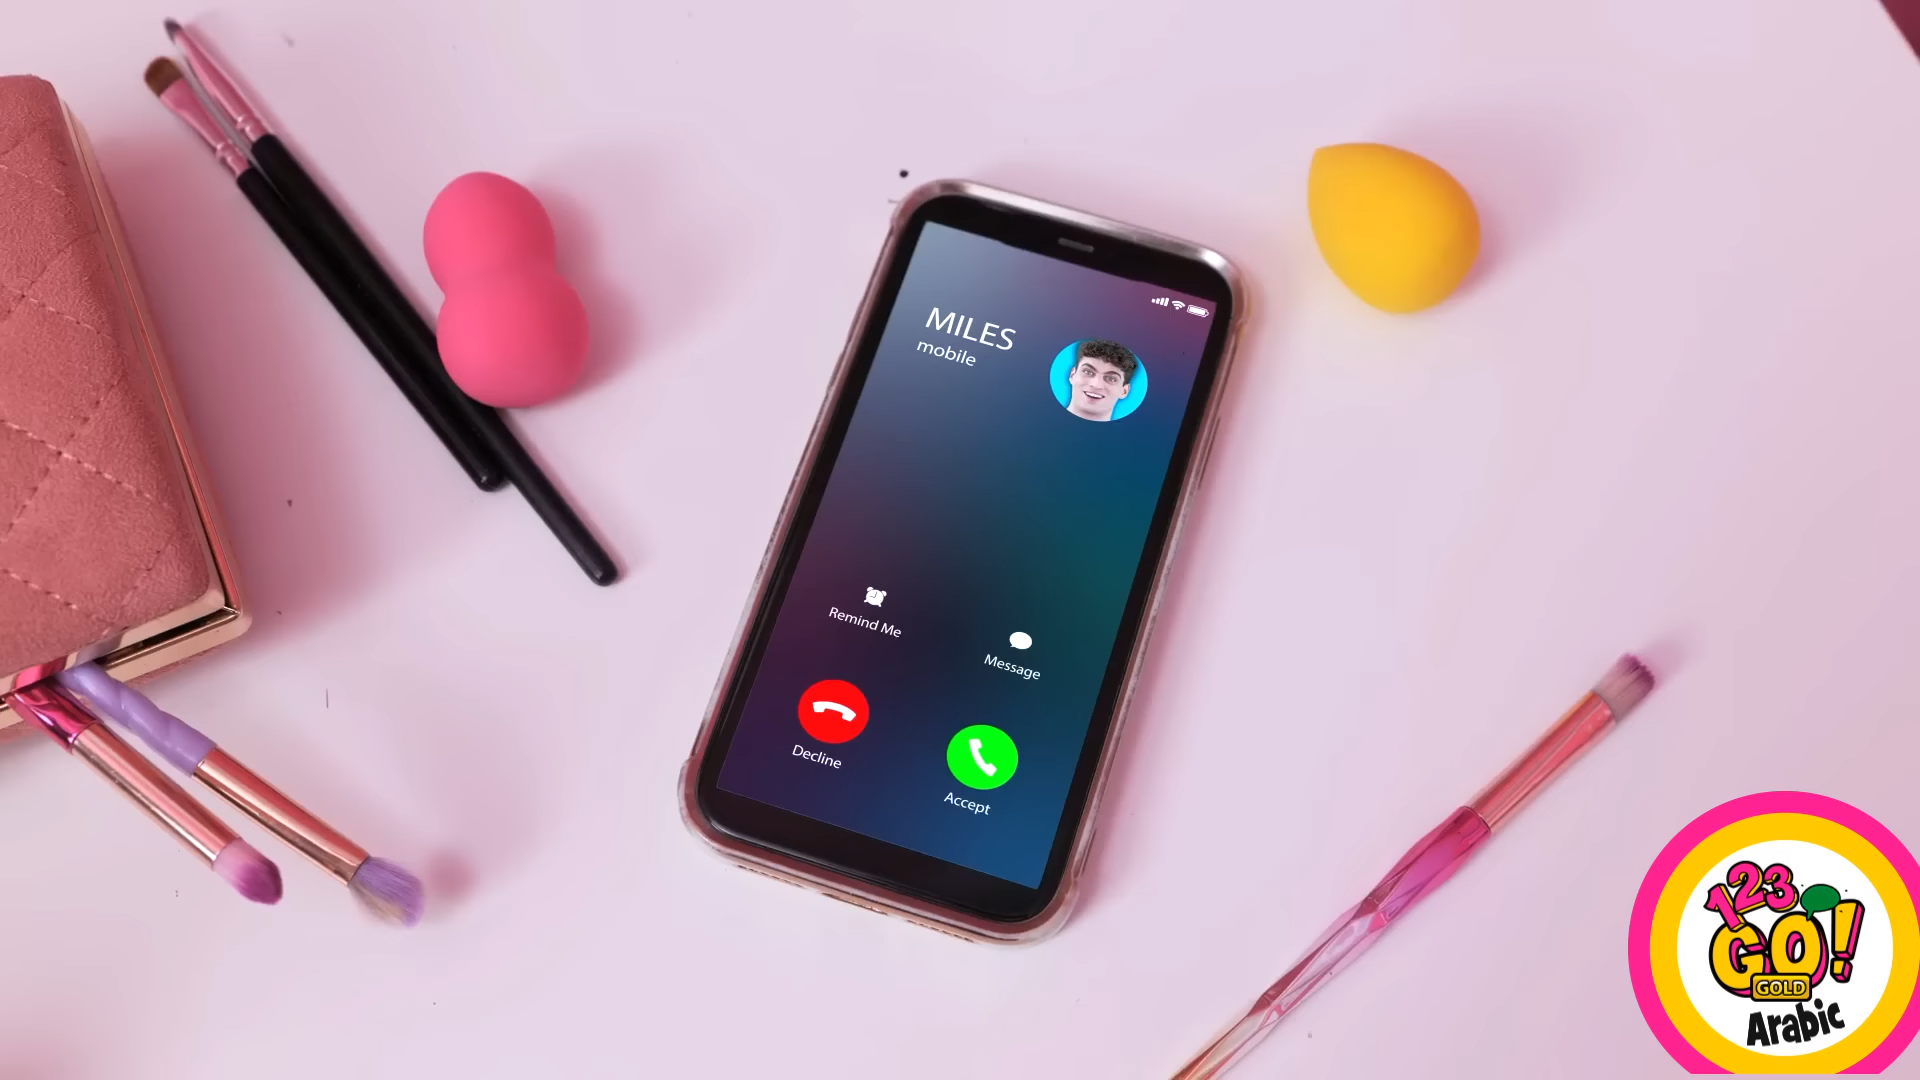 MILES
mobile
Remind Me
Message
Decline
Accept
123
GO!
GOLD
Arabic